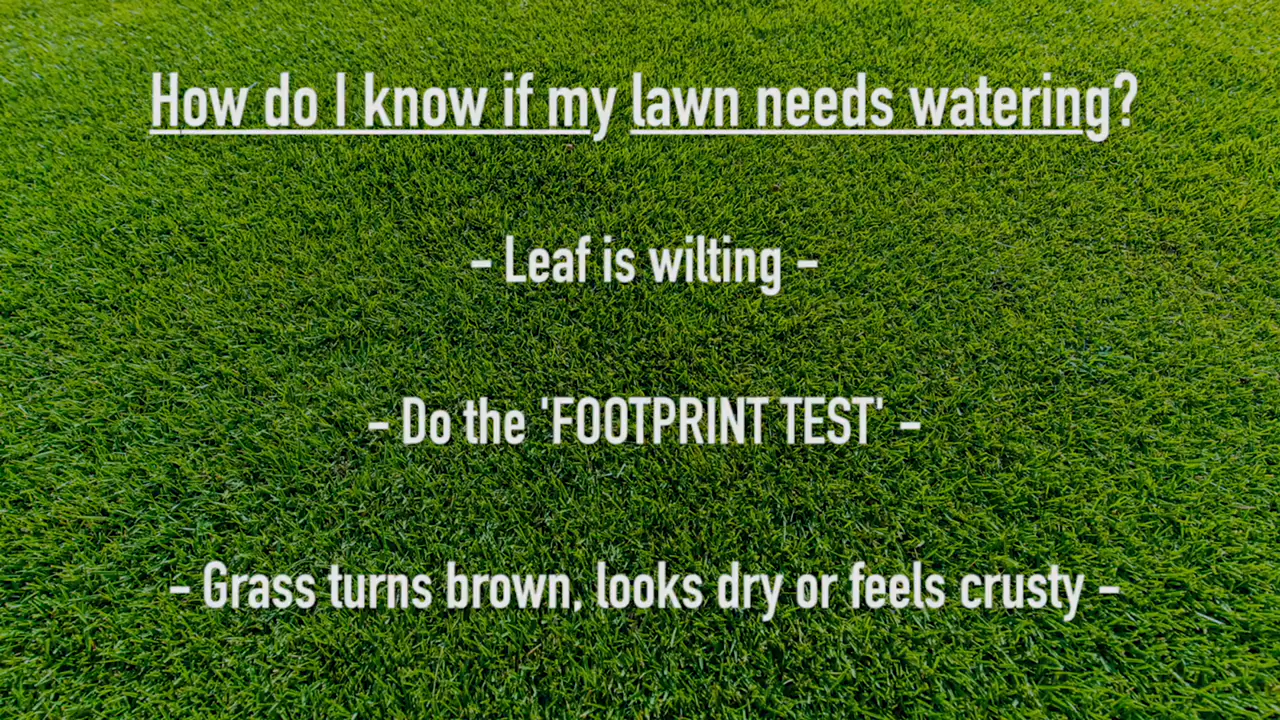 How do I know if my lawn needs watering?
- Leaf is wilting -
- Do the 'FOOTPRINT TEST' -
- Grass turns brown, looks dry or feels crusty -